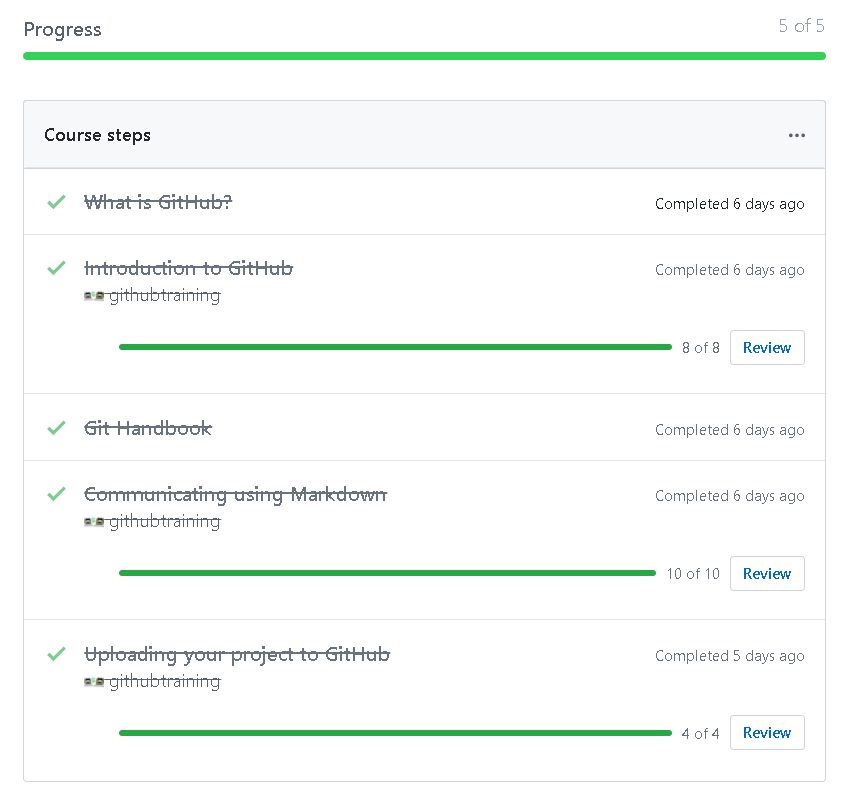 Progress
5 of 5
Course steps
What is GitHub?
Completed 6 days ago
Introduction to GitHub
Completed 6 days ago
githubtraining
8 of 8
Review
Git Handbook
Completed 6 days ago
Communicating using Markdown
Completed 6 days ago
githubtraining
10 of 10
Review
Uploading your project to GitHub
Completed 5 days ago
githubtraining
4 of 4
Review